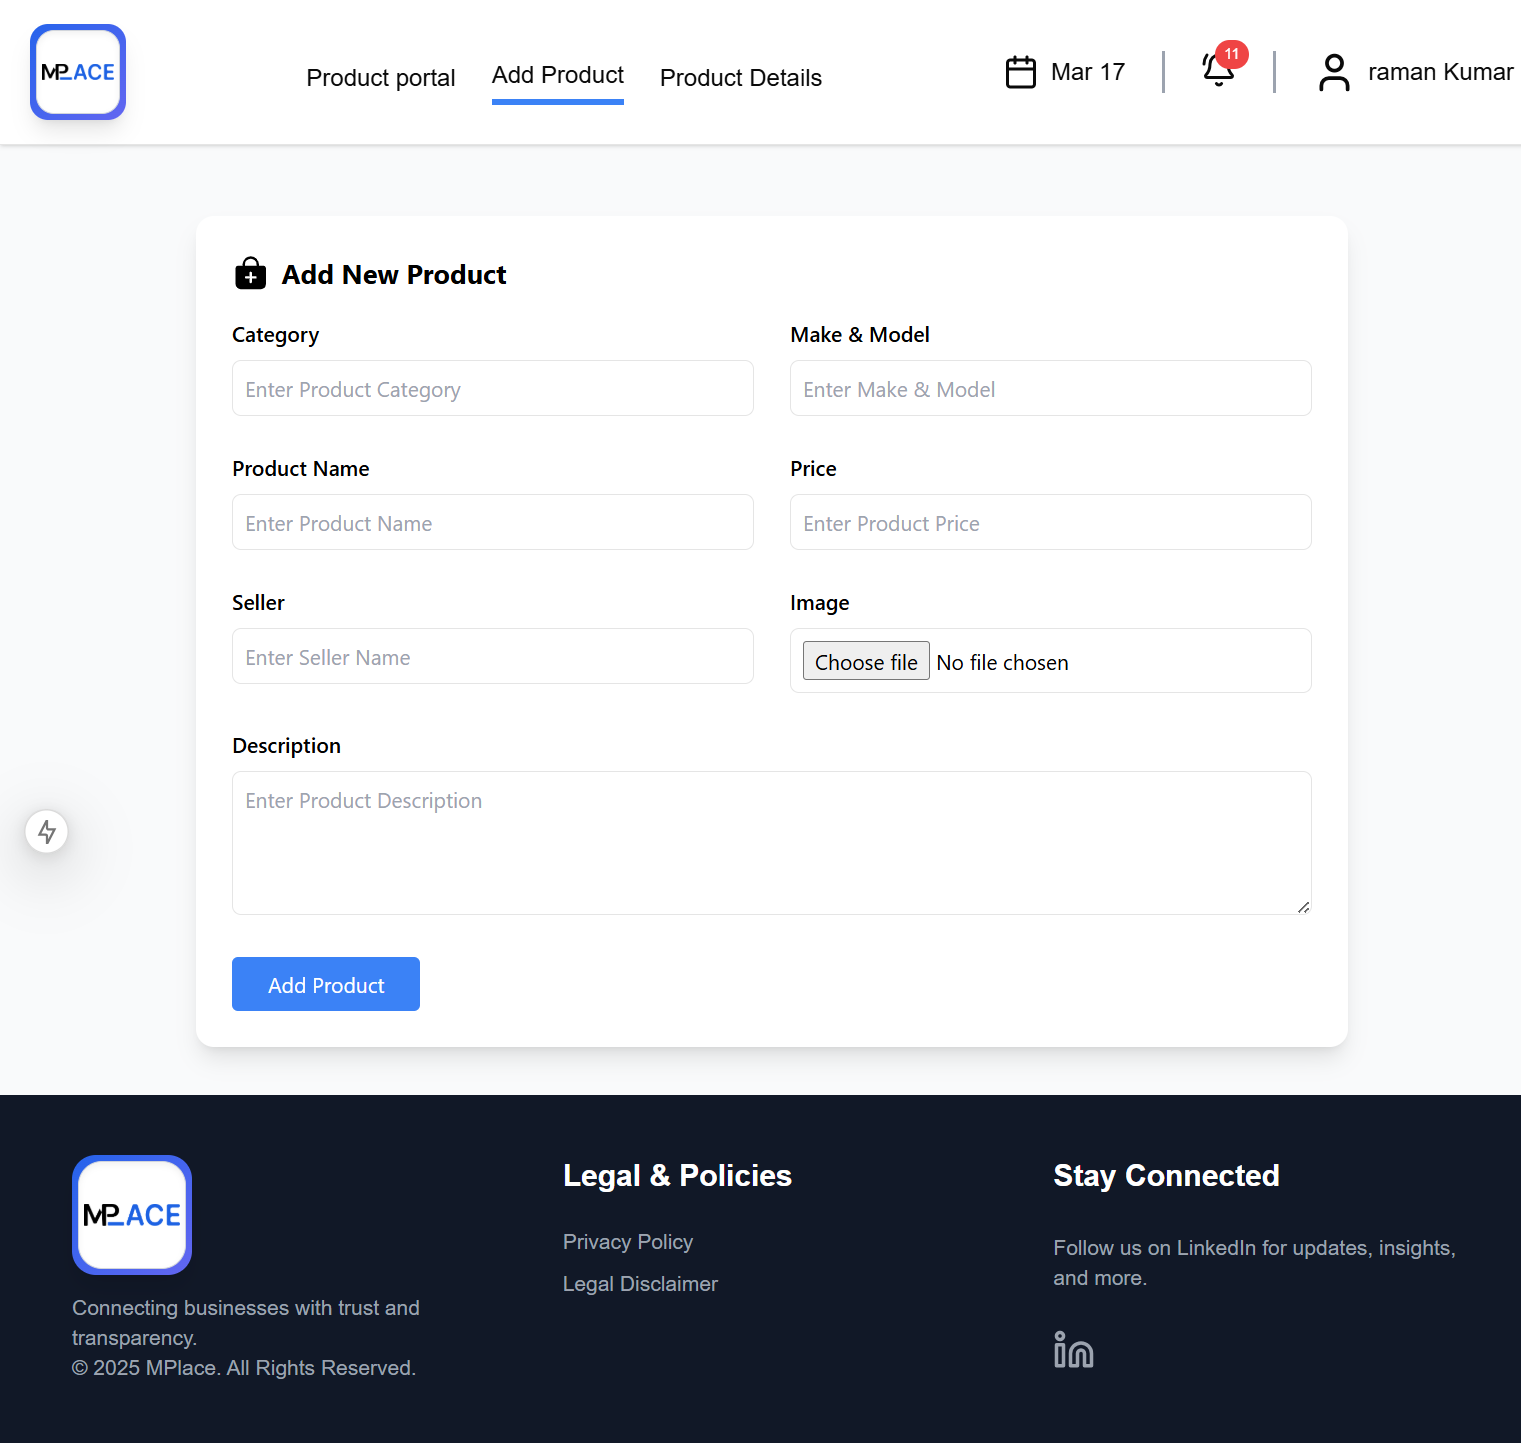 MPLACE
Product portal
Add Product
Product Details
Mar 17
11
raman Kumar
Add New Product
Category
Make & Model
Enter Product Category
Enter Make & Model
Product Name
Price
Enter Product Name
Enter Product Price
Seller
Image
Enter Seller Name
Choose file No file chosen
Description
Enter Product Description
Add Product
MPLACE
Connecting businesses with trust and
transparency.
© 2025 MPlace. All Rights Reserved.
Legal & Policies
Privacy Policy
Legal Disclaimer
Stay Connected
Follow us on LinkedIn for updates, insights,
and more.
in